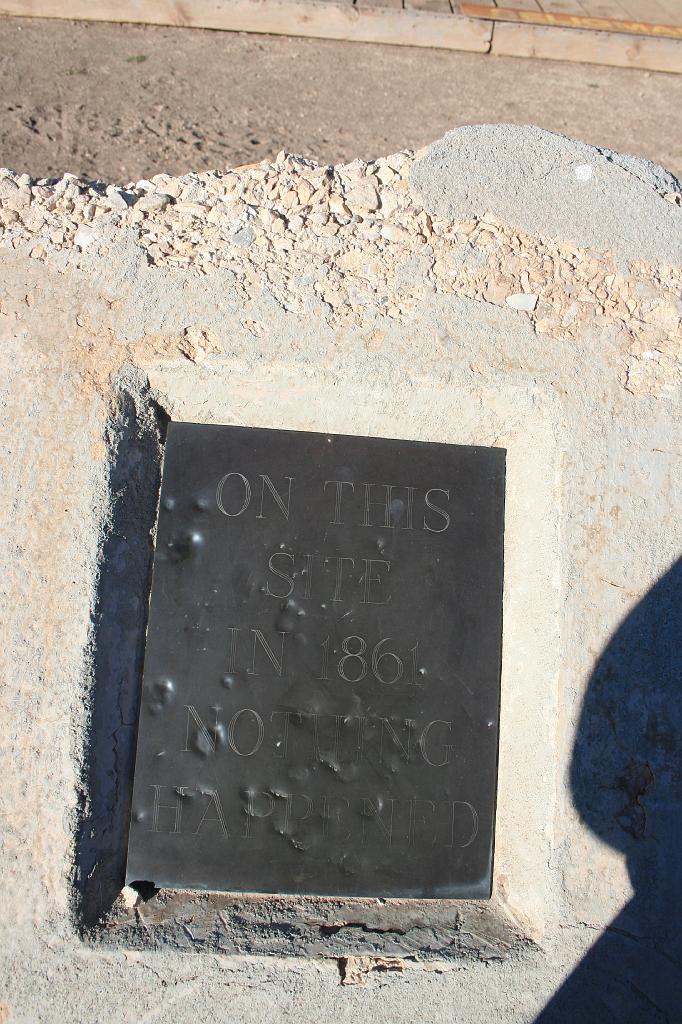 ON THIS
SITE
IN 1861
NOTHING
HAPPENED